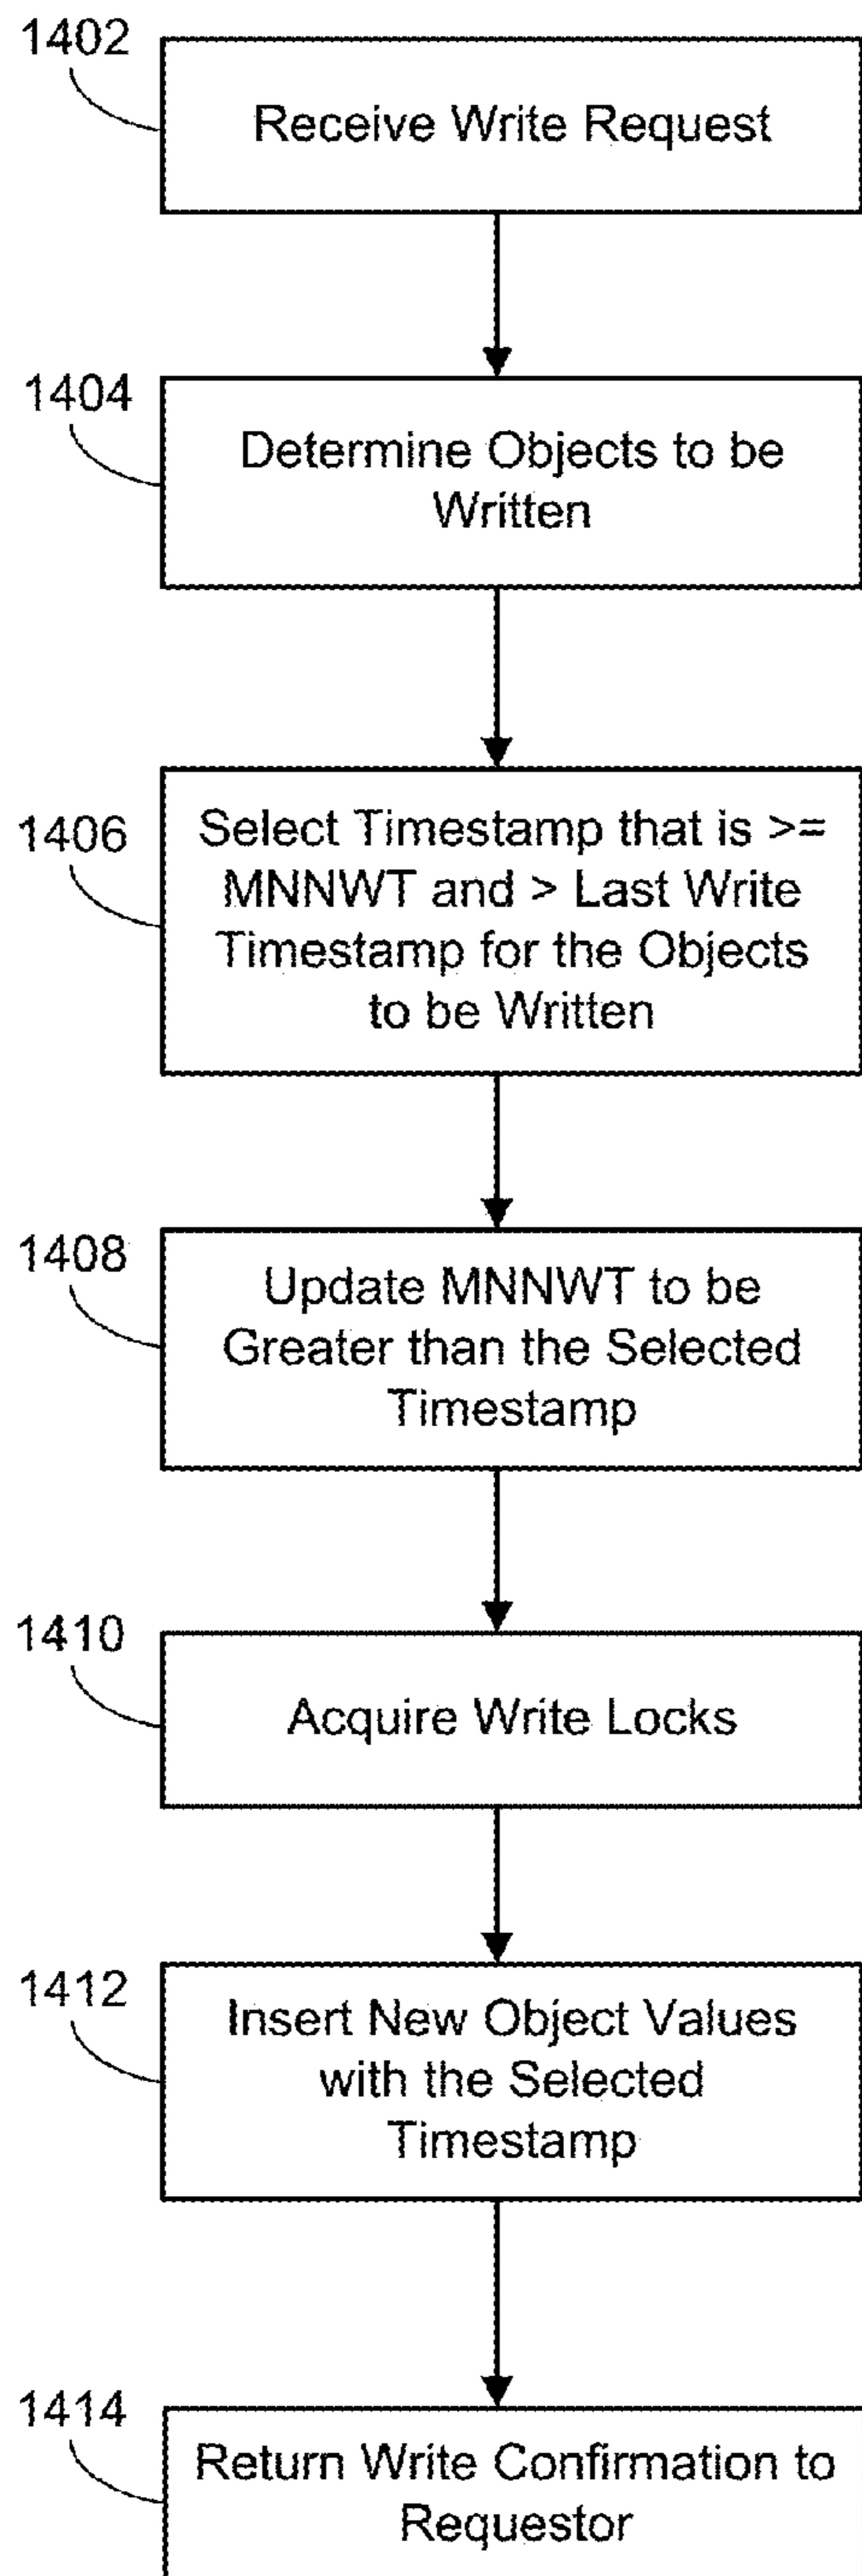 1402
Receive Write Request
1404
Determine Objects to be
Written
1406
Select Timestamp that is >=
MNNWT and > Last Write
Timestamp for the Objects
to be Written
1408
Update MNNWT to be
Greater than the Selected
Timestamp
1410
Acquire Write Locks
1412
Insert New Object Values
with the Selected
Timestamp
1414
Return Write Confirmation to
Requestor